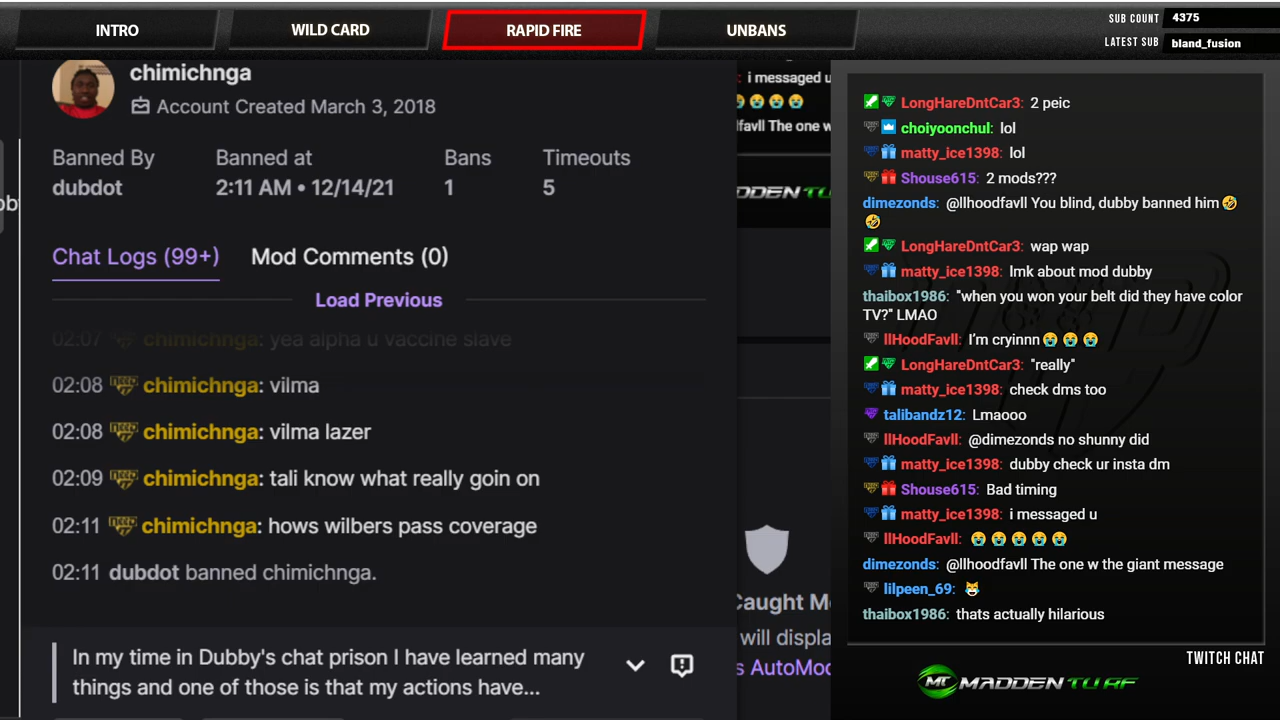 INTRO
WILD CARD
RAPID FIRE
UNBANS
SUB COUNT 4375
LATEST SUB bland_fusion
chimichnga
Account Created March 3, 2018
Banned By Banned at Bans Timeouts
dubdot 2:11 AM • 12/14/21 1 5
Chat Logs (99+) Mod Comments (0)
Load Previous
02:07 chimichnga: yea alpha u vaccine slave
02:08 chimichnga: vilma
02:08 chimichnga: vilma lazer
02:09 chimichnga: tali know what really goin on
02:11 chimichnga: hows wilbers pass coverage
02:11 dubdot banned chimichnga.
In my time in Dubby's chat prison I have learned many
things and one of those is that my actions have...
: i messaged u
😭😭😭😭
favll The one w
DDEN TU
Caught M
will displa
s AutoMo
LongHareDntCar3: 2 peic
choiyoonchul: lol
matty_ice1398: lol
Shouse615: 2 mods???
dimezonds: @llhoodfavll You blind, dubby banned him 🤣
🤣
LongHareDntCar3: wap wap
matty_ice1398: lmk about mod dubby
thaibox1986: "when you won your belt did they have color
TV?" LMAO
llHoodFavll: I'm cryinnn😭😭😭
LongHareDntCar3: "really"
matty_ice1398: check dms too
talibandz12: Lmaooo
llHoodFavll: @dimezonds no shunny did
matty_ice1398: dubby check ur insta dm
Shouse615: Bad timing
matty_ice1398: i messaged u
llHoodFavll: 😭😭😭😭😭
dimezonds: @llhoodfavll The one w the giant message
lilpeen_69: 😹
thaibox1986: thats actually hilarious
TWITCH CHAT
MT MADDEN TURF